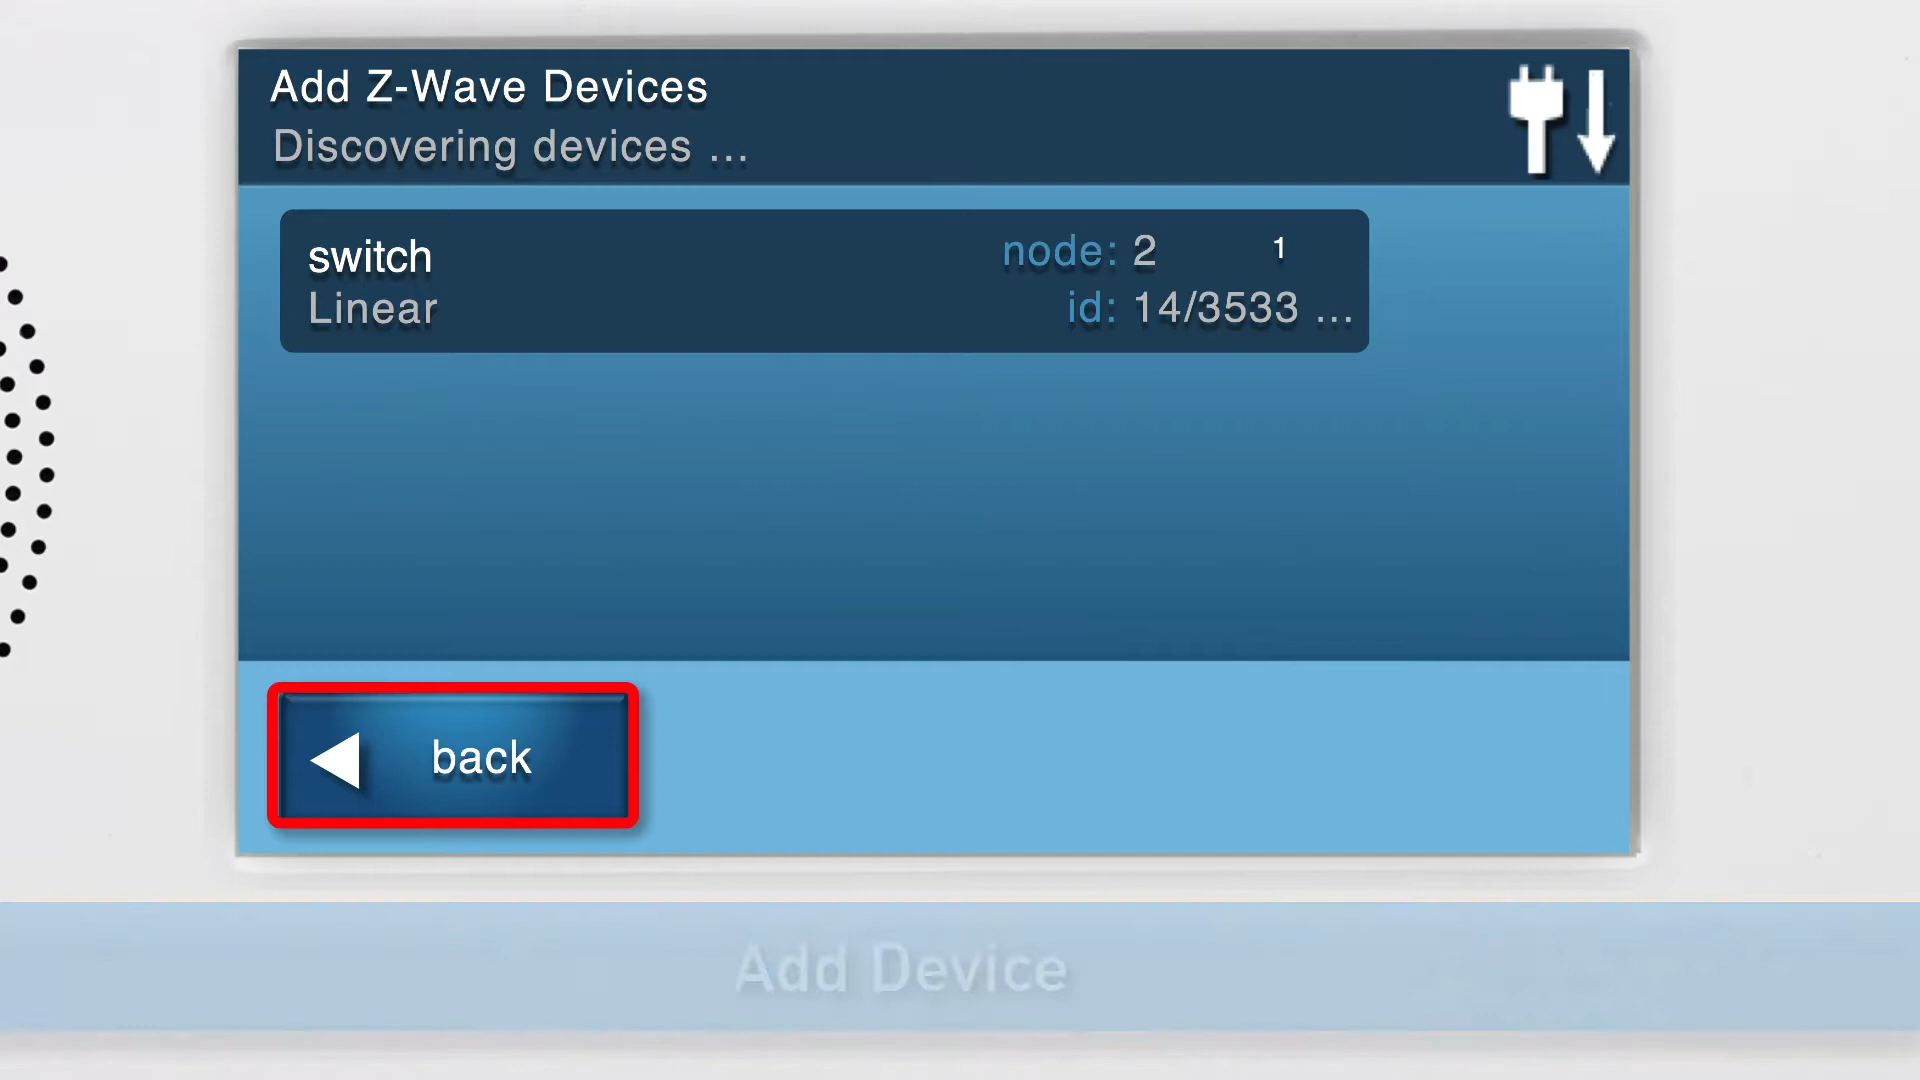 Add Z-Wave Devices
Discovering devices ...
switch node: 2 1
Linear id: 14/3533 ...
back
Add Device